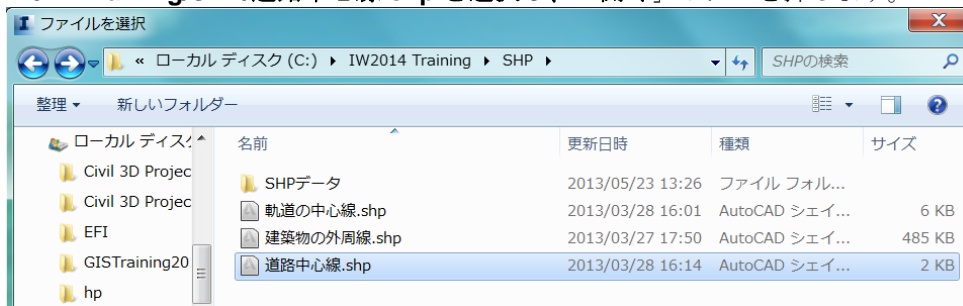 ファイルを選択
« ローカル ディスク (C:) ▸ IW2014 Training ▸ SHP ▸ SHPの検索
整理 ▾ 新しいフォルダー
ローカル ディスク
Civil 3D Projec
Civil 3D Projec
EFI
GISTraining20
hp
名前 更新日時 種類 サイズ
SHPデータ 2013/05/23 13:26 ファイル フォル...
軌道の中心線.shp 2013/03/28 16:01 AutoCAD シェイ... 6 KB
建築物の外周線.shp 2013/03/27 17:50 AutoCAD シェイ... 485 KB
道路中心線.shp 2013/03/28 16:14 AutoCAD シェイ... 2 KB